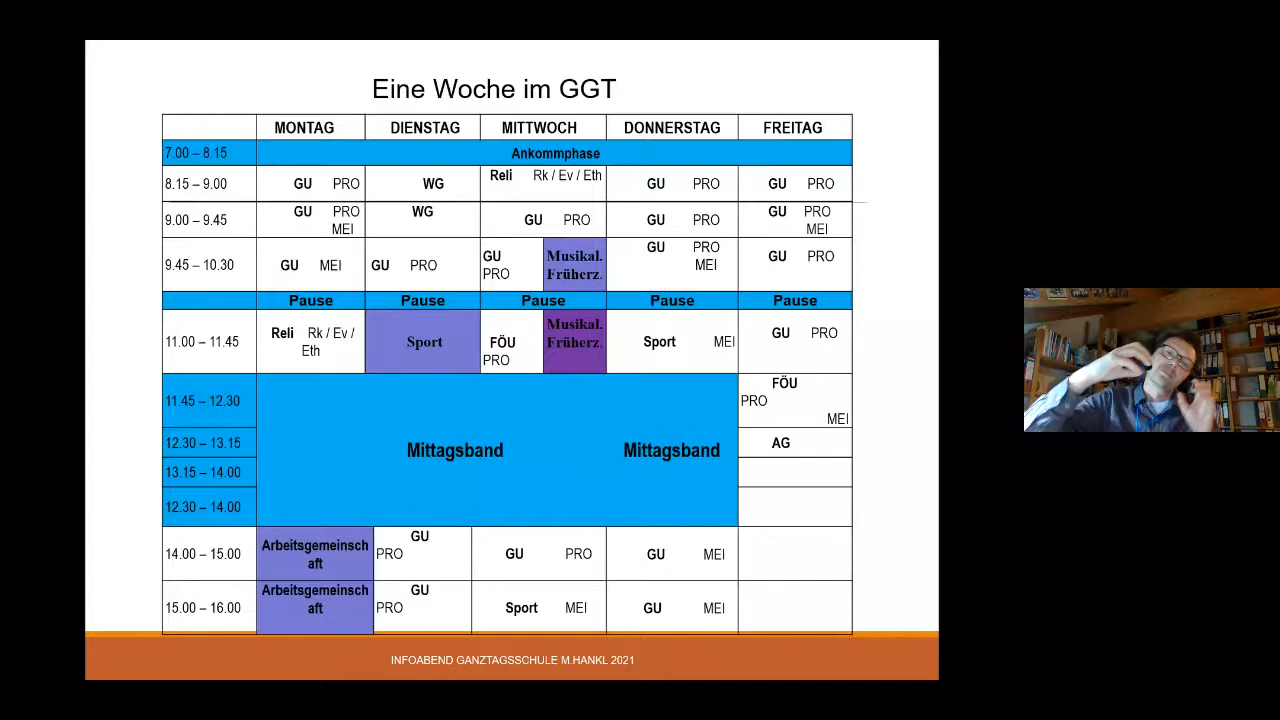 Eine Woche im GGT
MONTAG DIENSTAG MITTWOCH DONNERSTAG FREITAG
7.00 – 8.15 Ankommphase
8.15 – 9.00 GU PRO WG Reli Rk / Ev / Eth GU PRO GU PRO
9.00 – 9.45 GU PRO WG GU PRO GU PRO GU PRO
MEI MEI
9.45 – 10.30 GU MEI GU PRO GU Musikal. GU PRO GU PRO
PRO Früherz. MEI
Pause Pause Pause Pause Pause
11.00 – 11.45 Reli Rk / Ev / Sport FÖU Musikal. Sport MEI GU PRO
Eth PRO Früherz.
11.45 – 12.30 FÖU
PRO
MEI
12.30 – 13.15 Mittagsband Mittagsband AG
13.15 – 14.00
12.30 – 14.00
14.00 – 15.00 Arbeitsgemeinsch GU GU PRO GU MEI
aft PRO
15.00 – 16.00 Arbeitsgemeinsch GU Sport MEI GU MEI
aft PRO
INFOABEND GANZTAGSSCHULE M.HANKL 2021